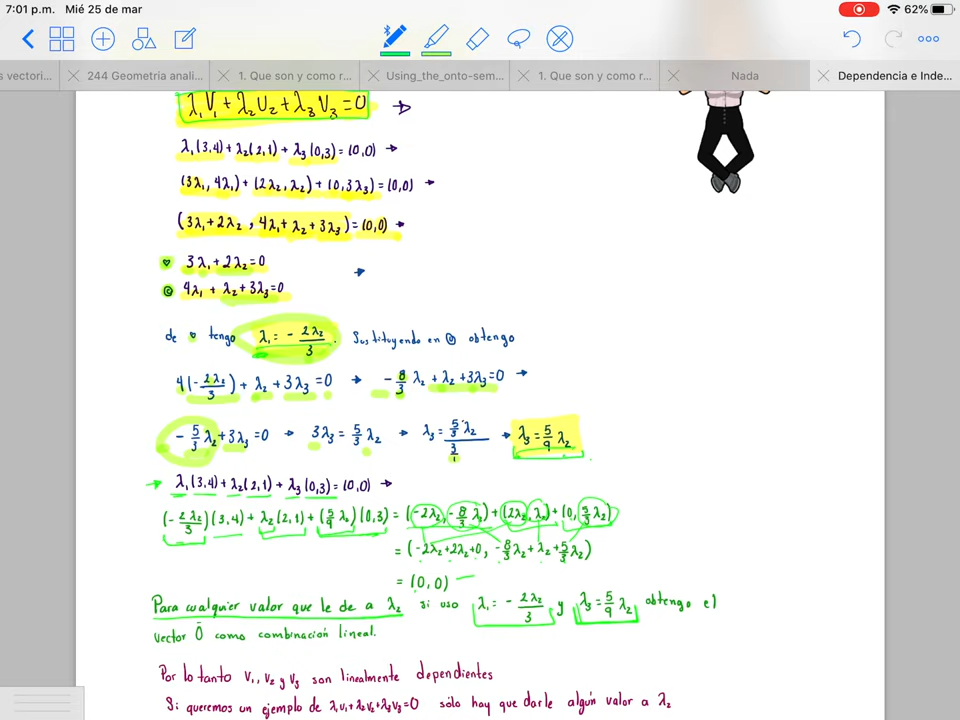 7:01 p.m. Mié 25 de mar
62%
s vectori...
244 Geometria anali...
1. Que son y como r...
Using_the_onto-sem...
1. Que son y como r...
Nada
Dependencia e Inde...
λ₁V₁ + λ₂U₂ + λ₃V₃ = 0 →
λ₁(3,4) + λ₂(2,1) + λ₃(0,3) = (0,0) →
(3λ₁, 4λ₁) + (2λ₂, λ₂) + (0, 3λ₃) = (0,0) →
(3λ₁ + 2λ₂ , 4λ₁ + λ₂ + 3λ₃) = (0,0) →
♥ 3λ₁ + 2λ₂ = 0 →
@ 4λ₁ + λ₂ + 3λ₃ = 0
de ♥ tengo λ₁ = - 2λ₂/3 . Sustituyendo en @ obtengo
4(-2λ₂/3) + λ₂ + 3λ₃ = 0 → -8/3 λ₂ + λ₂ + 3λ₃ = 0 →
-5/3 λ₂ + 3λ₃ = 0 → 3λ₃ = 5/3 λ₂ → λ₃ = 5/3 λ₂ / 3/1 → λ₃ = 5/9 λ₂
→ λ₁(3,4) + λ₂(2,1) + λ₃(0,3) = (0,0) →
(-2λ₂/3)(3,4) + λ₂(2,1) + (5/9 λ₂)(0,3) = (-2λ₂, -8/3 λ₂) + (2λ₂, λ₂) + (0, 5/3 λ₂)
= (-2λ₂ + 2λ₂ + 0, -8/3 λ₂ + λ₂ + 5/3 λ₂)
= (0,0)
Para cualquier valor que le de a λ₂ si uso λ₁ = - 2λ₂/3 y λ₃ = 5/9 λ₂ obtengo el
vector 0̄ como combinación lineal.
Por lo tanto V₁, V₂ y V₃ son linealmente dependientes
Si queremos un ejemplo de λ₁V₁+λ₂V₂+λ₃V₃=0 sólo hay que darle algún valor a λ₂